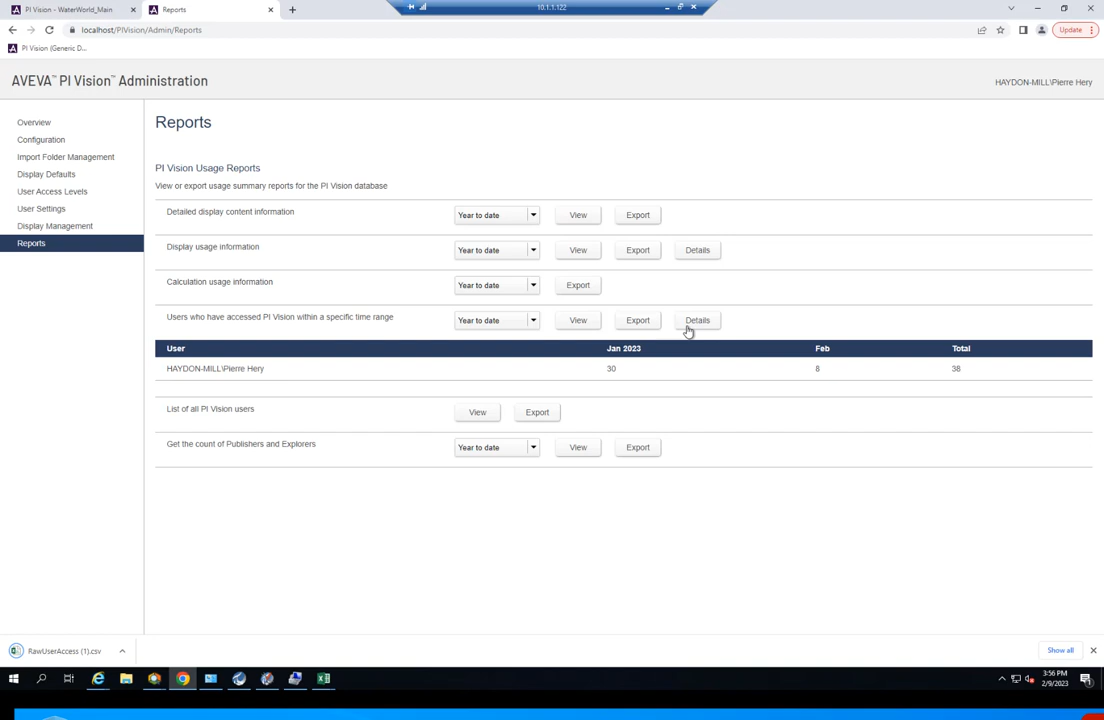 PI Vision - WaterWorld_Main
Reports
10.1.1.122
localhost/PIVision/Admin/Reports
Update
PI Vision (Generic D...
AVEVA™ PI Vision™ Administration
HAYDON-MILL\Pierre Hery
Overview
Configuration
Import Folder Management
Display Defaults
User Access Levels
User Settings
Display Management
Reports
Reports
PI Vision Usage Reports
View or export usage summary reports for the PI Vision database
Detailed display content information Year to date View Export
Display usage information Year to date View Export Details
Calculation usage information Year to date Export
Users who have accessed PI Vision within a specific time range Year to date View Export Details
User Jan 2023 Feb Total
HAYDON-MILL\Pierre Hery 30 8 38
List of all PI Vision users View Export
Get the count of Publishers and Explorers Year to date View Export
RawUserAccess (1).csv
Show all
3:56 PM
2/9/2023